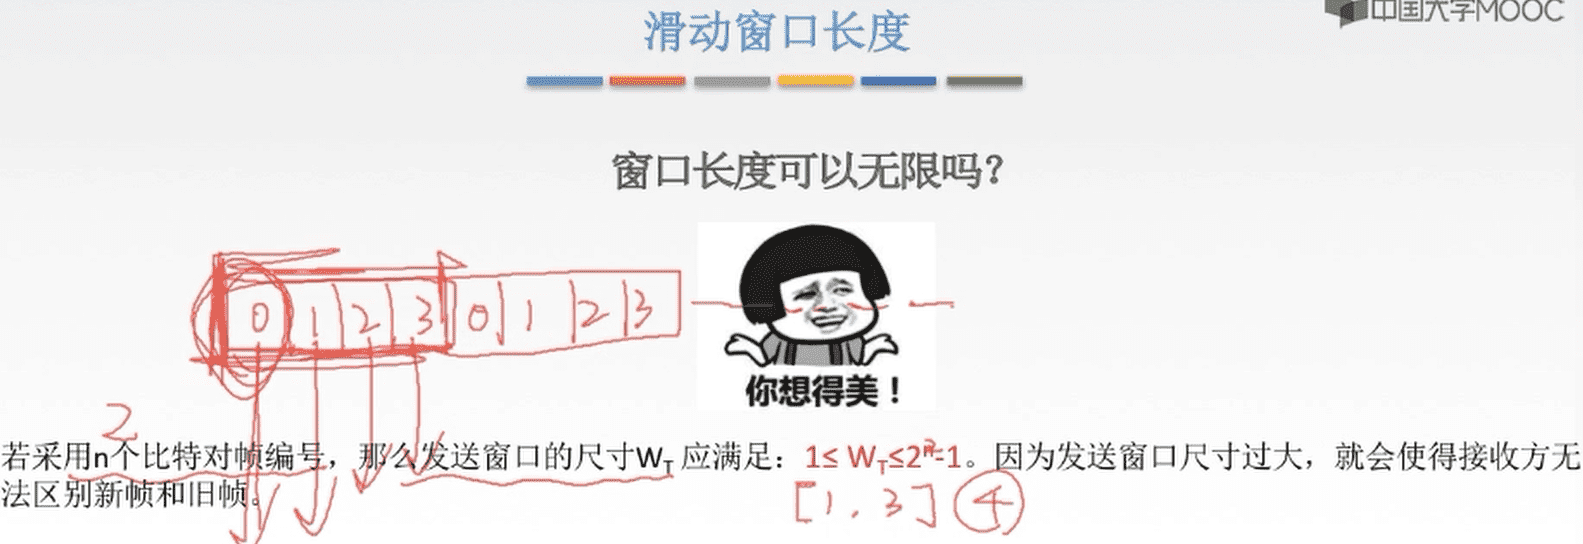 中国大学MOOC
滑动窗口长度
窗口长度可以无限吗？
0 1 2 3 0 1 2 3
你想得美！
2
若采用n个比特对帧编号，那么发送窗口的尺寸W_T应满足：1≤ W_T≤2^n-1。因为发送窗口尺寸过大，就会使得接收方无
法区别新帧和旧帧。
[1, 3] ④